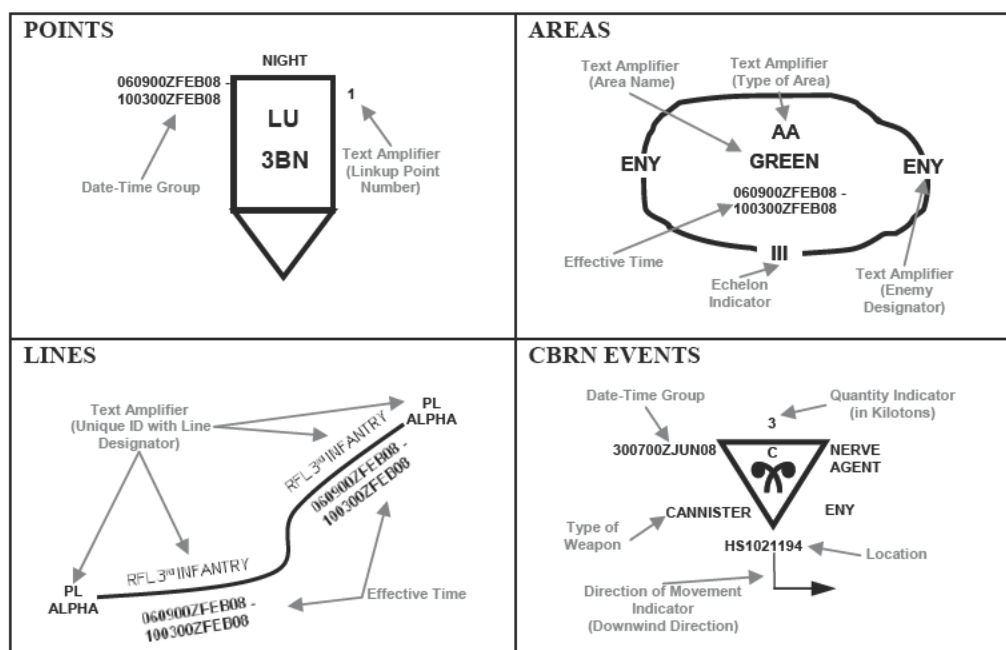 POINTS
NIGHT
060900ZFEB08 -
100300ZFEB08
1
LU
3BN
Date-Time Group
Text Amplifier
(Linkup Point
Number)
AREAS
Text Amplifier
(Area Name)
Text Amplifier
(Type of Area)
AA
GREEN
ENY
ENY
060900ZFEB08 -
100300ZFEB08
Effective Time
III
Echelon
Indicator
Text Amplifier
(Enemy
Designator)
LINES
Text Amplifier
(Unique ID with Line
Designator)
PL
ALPHA
RFL 3rd INFANTRY
060900ZFEB08 -
100300ZFEB08
RFL 3rd INFANTRY
PL
ALPHA
060900ZFEB08 -
100300ZFEB08
Effective Time
CBRN EVENTS
Date-Time Group
Quantity Indicator
(in Kilotons)
3
300700ZJUN08
C
NERVE
AGENT
CANNISTER
ENY
Type of
Weapon
HS1021194
Location
Direction of Movement
Indicator
(Downwind Direction)